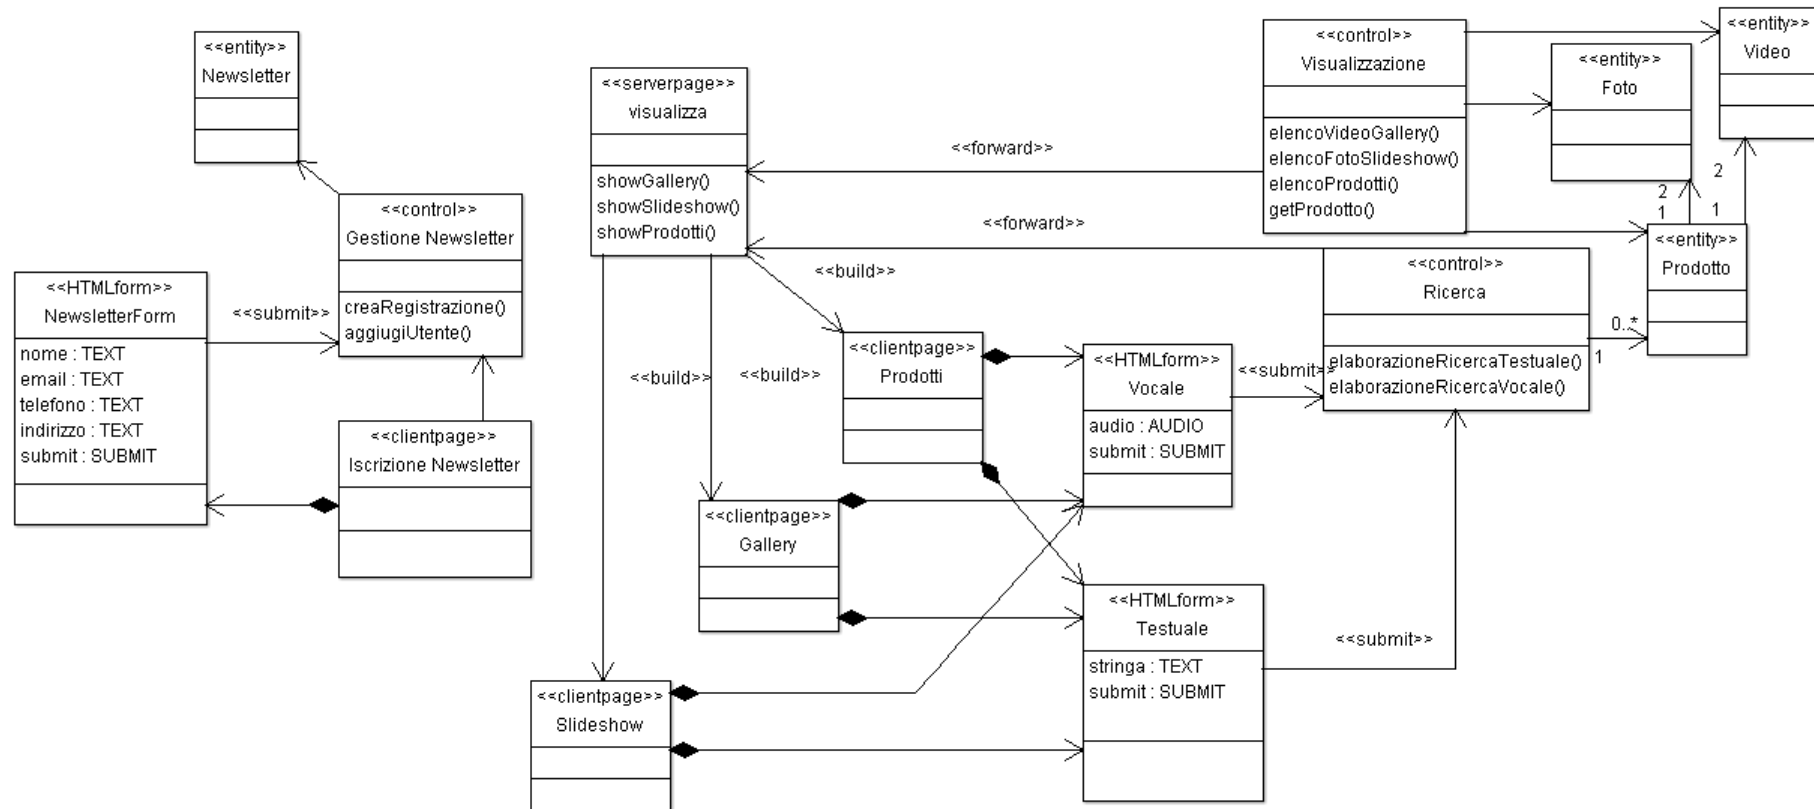 <<entity>>
Newsletter
<<control>>
Gestione Newsletter
creaRegistrazione()
aggiugiUtente()
<<HTMLform>>
NewsletterForm
nome : TEXT
email : TEXT
telefono : TEXT
indirizzo : TEXT
submit : SUBMIT
<<submit>>
<<clientpage>>
Iscrizione Newsletter
<<serverpage>>
visualizza
showGallery()
showSlideshow()
showProdotti()
<<forward>>
<<forward>>
<<build>>
<<build>>
<<build>>
<<control>>
Visualizzazione
elencoVideoGallery()
elencoFotoSlideshow()
elencoProdotti()
getProdotto()
<<entity>>
Foto
<<entity>>
Video
2
1
2
1
<<entity>>
Prodotto
<<control>>
Ricerca
elaborazioneRicercaTestuale()
elaborazioneRicercaVocale()
0..*
1
<<clientpage>>
Prodotti
<<HTMLform>>
Vocale
audio : AUDIO
submit : SUBMIT
<<submit>>
<<clientpage>>
Gallery
<<HTMLform>>
Testuale
stringa : TEXT
submit : SUBMIT
<<submit>>
<<clientpage>>
Slideshow